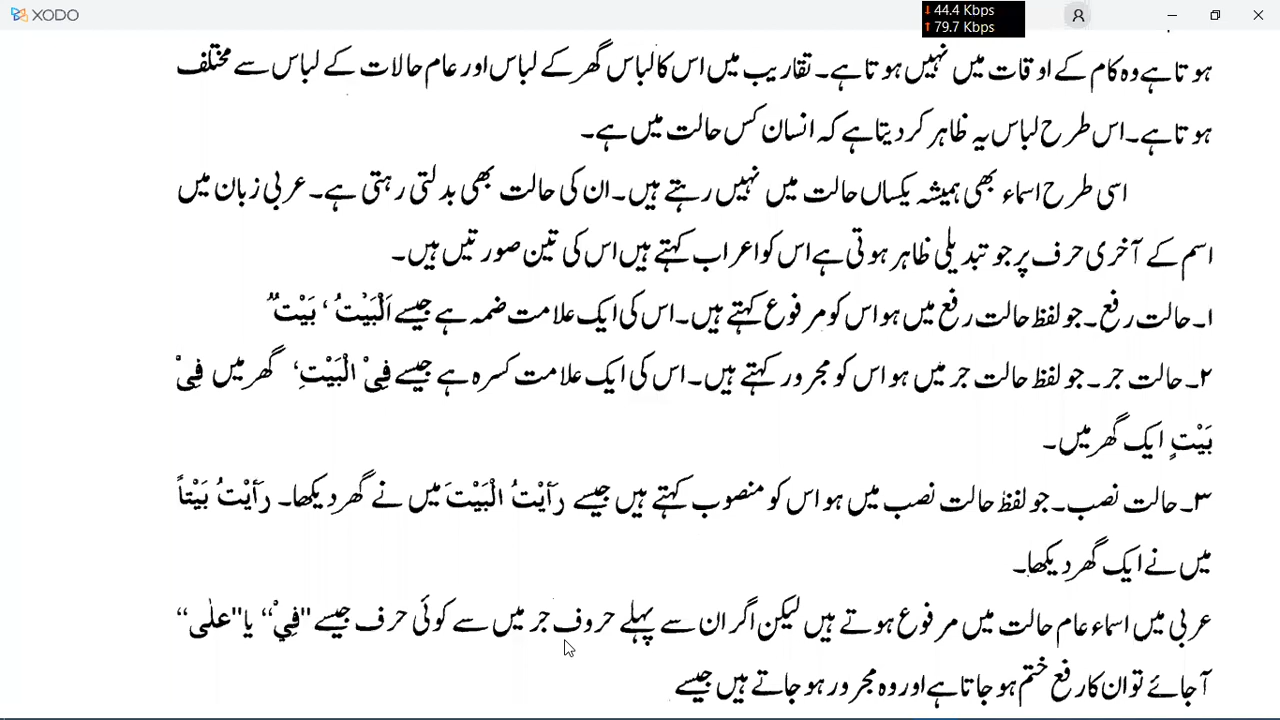 XODO
↓ 44.4 Kbps
↑ 79.7 Kbps
ہوتا ہے وہ کام کے اوقات میں نہیں ہوتا ہے۔ تقاریب میں اس کا لباس گھر کے لباس اور عام حالات کے لباس سے مختلف
ہوتا ہے۔ اس طرح لباس یہ ظاہر کر دیتا ہے کہ انسان کس حالت میں ہے۔
اسی طرح اسماء بھی ہمیشہ یکساں حالت میں نہیں رہتے ہیں۔ ان کی حالت بھی بدلتی رہتی ہے۔ عربی زبان میں
اسم کے آخری حرف پر جو تبدیلی ظاہر ہوتی ہے اس کو اعراب کہتے ہیں اس کی تین صورتیں ہیں۔
۱۔ حالت رفع۔ جو لفظ حالت رفع میں ہو اس کو مرفوع کہتے ہیں۔ اس کی ایک علامت ضمہ ہے جیسے اَلْبَيْتُ ‘ بَيْتٌ
۲۔ حالت جر۔ جو لفظ حالت جر میں ہو اس کو مجرور کہتے ہیں۔ اس کی ایک علامت کسرہ ہے جیسے فِیْ الْبَيْتِ‘ گھر میں فِیْ
بَيْتٍ ایک گھر میں۔
۳۔ حالت نصب۔ جو لفظ حالت نصب میں ہو اس کو منصوب کہتے ہیں جیسے رَأَيْتُ الْبَيْتَ میں نے گھر دیکھا۔ رَأَيْتُ بَيْتاً
میں نے ایک گھر دیکھا۔
عربی میں اسماء عام حالت میں مرفوع ہوتے ہیں لیکن اگر ان سے پہلے حروف جر میں سے کوئی حرف جیسے "فِيْ“ یا "علٰی“
آجائے تو ان کا رفع ختم ہو جاتا ہے اور وہ مجرور ہو جاتے ہیں جیسے